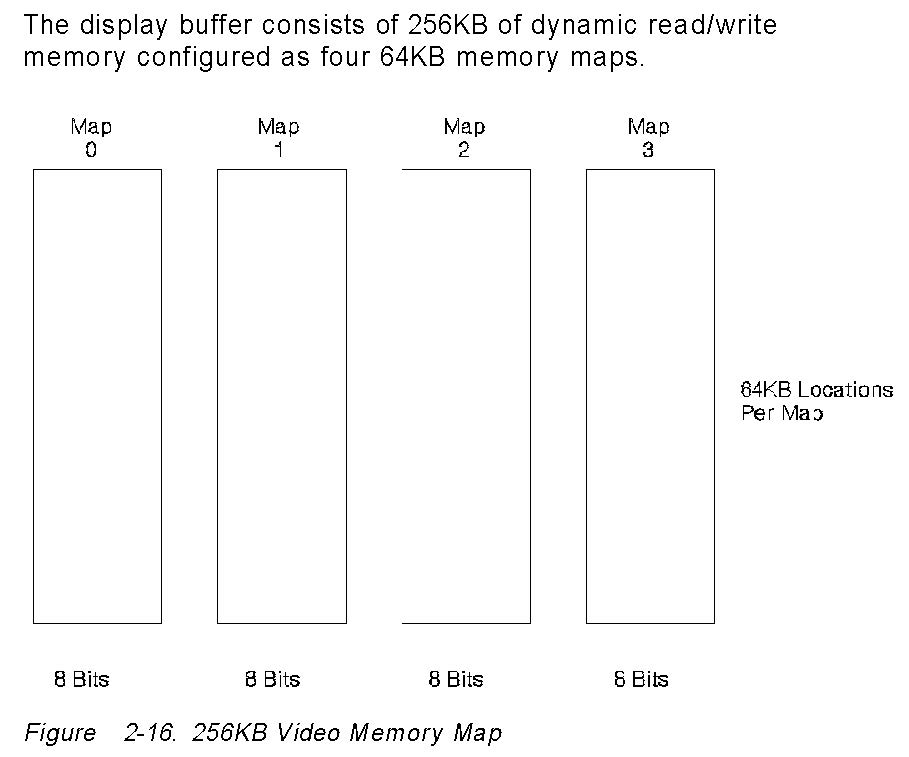 The display buffer consists of 256KB of dynamic read/write
memory configured as four 64KB memory maps.
Map Map Map Map
0 1 2 3
64KB Locations
Per Map
8 Bits 8 Bits 8 Bits 8 Bits
Figure 2-16. 256KB Video Memory Map